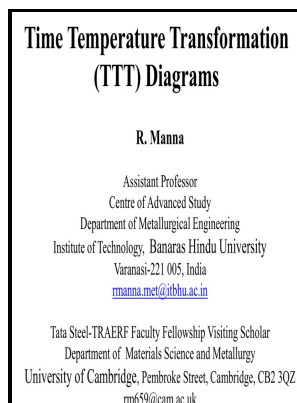 Time Temperature Transformation
(TTT) Diagrams
R. Manna
Assistant Professor
Centre of Advanced Study
Department of Metallurgical Engineering
Institute of Technology, Banaras Hindu University
Varanasi-221 005, India
rmanna.met@itbhu.ac.in
Tata Steel-TRAERF Faculty Fellowship Visiting Scholar
Department of Materials Science and Metallurgy
University of Cambridge, Pembroke Street, Cambridge, CB2 3QZ
rm659@cam.ac.uk